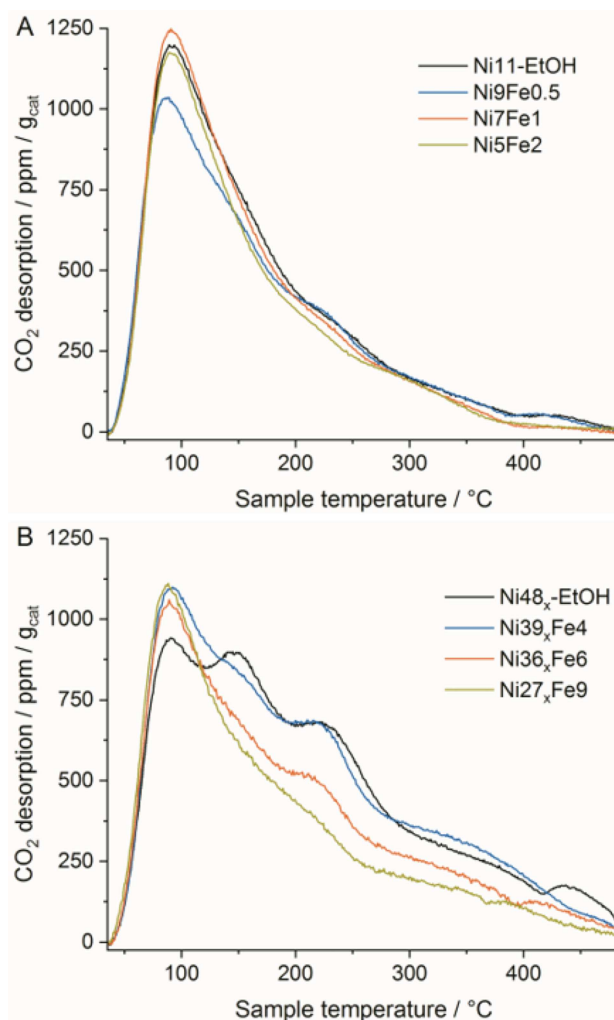 A
CO₂ desorption / ppm / g_cat
1250
1000
750
500
250
0
Ni11-EtOH
Ni9Fe0.5
Ni7Fe1
Ni5Fe2
100
200
300
400
Sample temperature / °C
B
CO₂ desorption / ppm / g_cat
1250
1000
750
500
250
0
Ni48ₓ-EtOH
Ni39ₓFe4
Ni36ₓFe6
Ni27ₓFe9
100
200
300
400
Sample temperature / °C